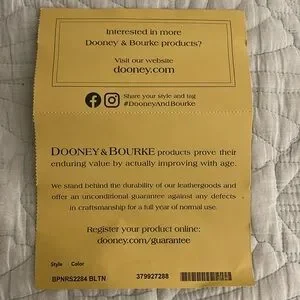 Interested in more
Dooney & Bourke products?
Visit our website
dooney.com
Share your style and tag
#DooneyAndBourke
DOONEY & BOURKE products prove their
enduring value by actually improving with age.
We stand behind the durability of our leathergoods and
offer an unconditional guarantee against any defects
in craftsmanship for a full year of normal use.
Register your product online:
dooney.com/guarantee
Style Color
BPNRS2284 BLTN 379927288